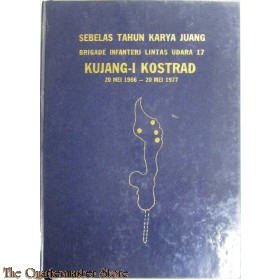 SEBELAS TAHUN KARYA JUANG
BRIGADE INFANTERI LINTAS UDARA 17
KUJANG-I KOSTRAD
20 MEI 1966 — 20 MEI 1977
© The Quartermaster Store